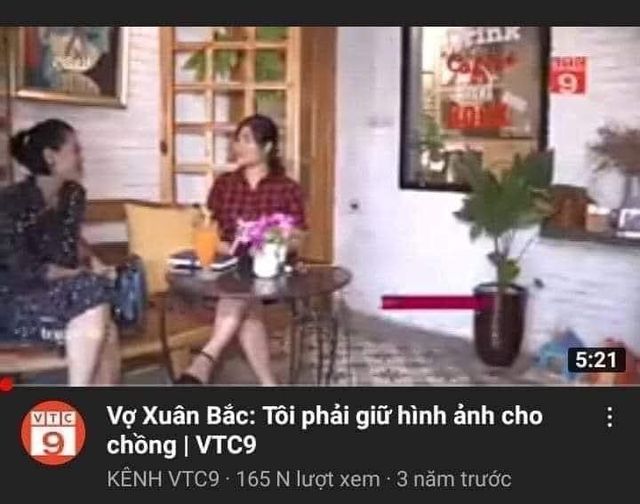 Drink
9
5:21
VTC
9
Vợ Xuân Bắc: Tôi phải giữ hình ảnh cho
chồng | VTC9
KÊNH VTC9 · 165 N lượt xem · 3 năm trước